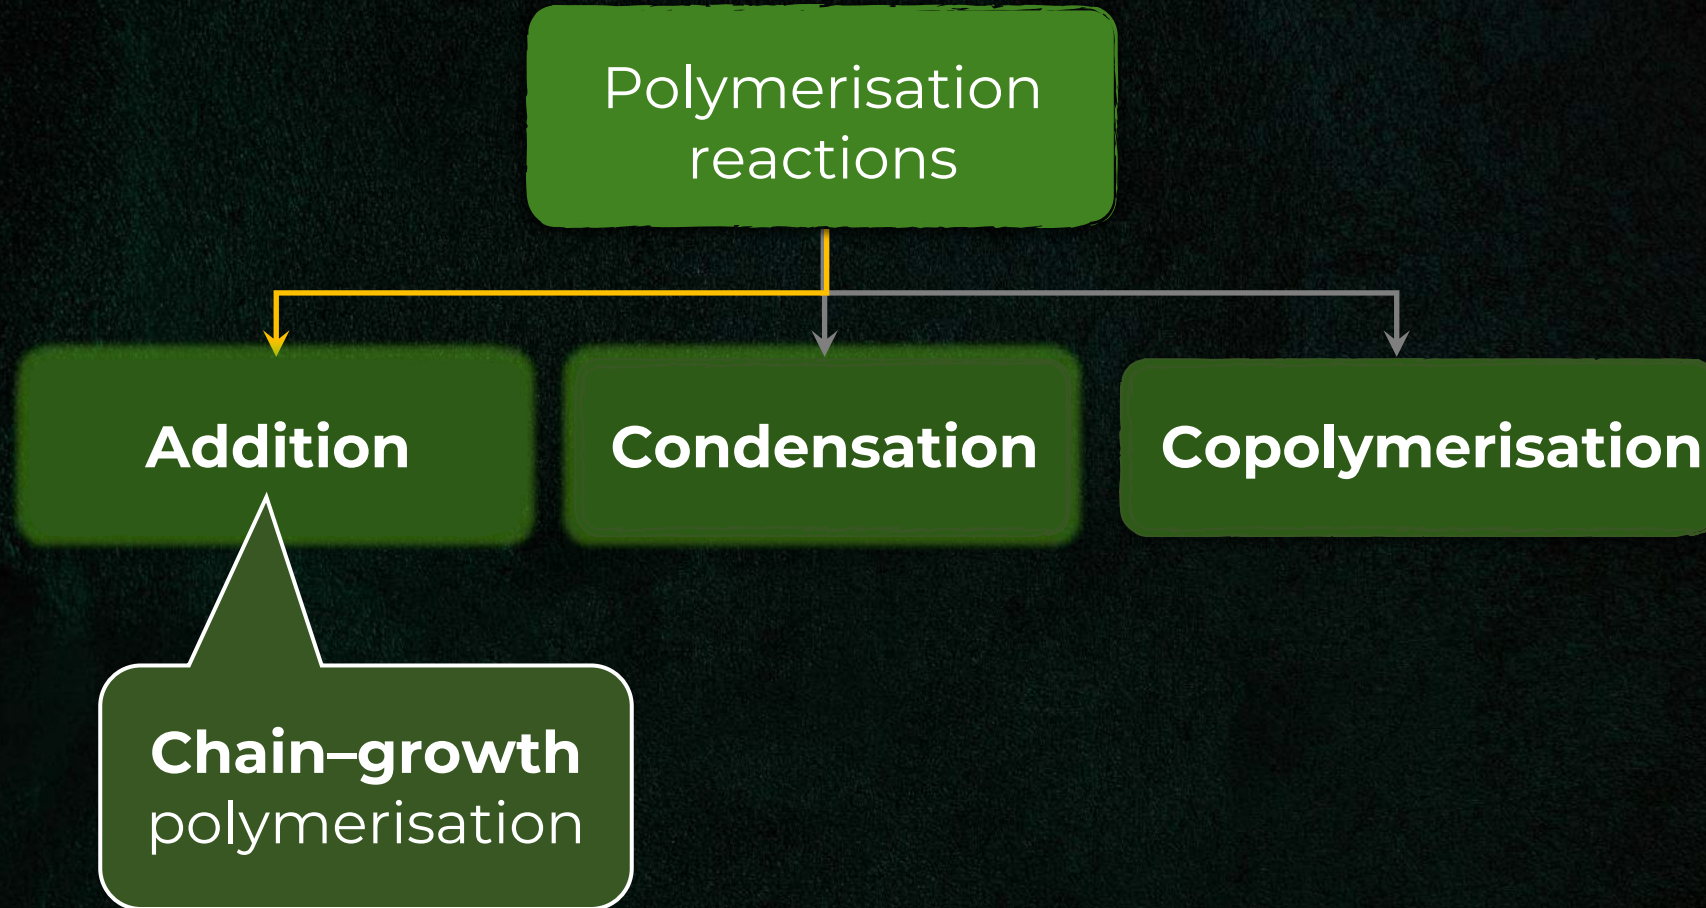 Polymerisation
reactions
Addition
Condensation
Copolymerisation
Chain–growth
polymerisation